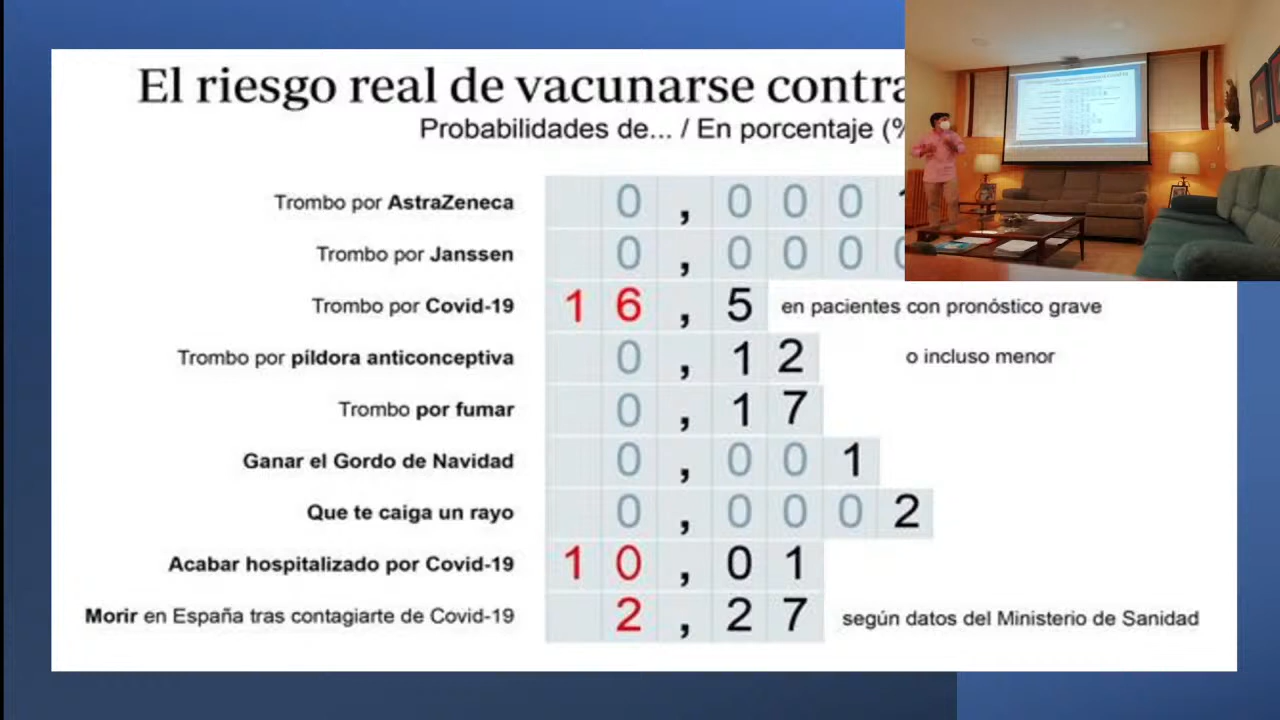 El riesgo real de vacunarse contra
Probabilidades de... / En porcentaje (%
Trombo por AstraZeneca 0,000
Trombo por Janssen 0,000
Trombo por Covid-19 16,5 en pacientes con pronóstico grave
Trombo por píldora anticonceptiva 0,12 o incluso menor
Trombo por fumar 0,17
Ganar el Gordo de Navidad 0,001
Que te caiga un rayo 0,0002
Acabar hospitalizado por Covid-19 10,01
Morir en España tras contagiarte de Covid-19 2,27 según datos del Ministerio de Sanidad